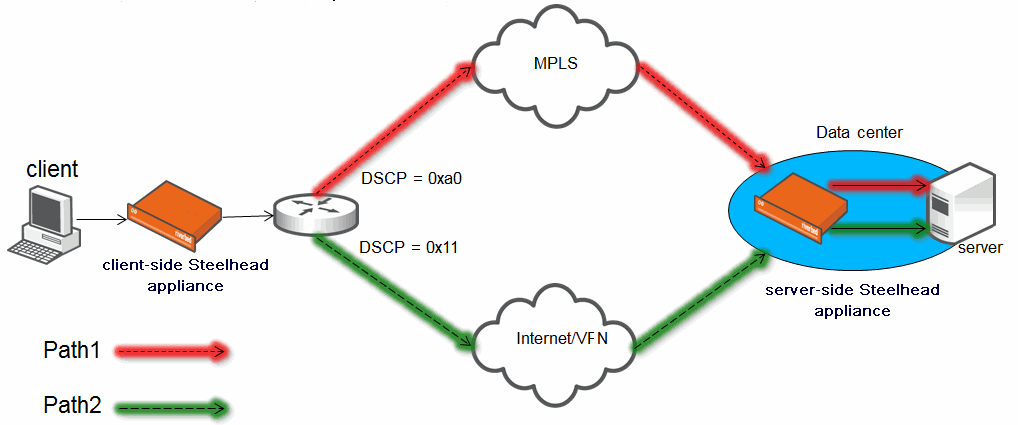 MPLS
Data center
client
DSCP = 0xa0
DSCP = 0x11
server
client-side Steelhead
appliance
server-side Steelhead
appliance
Internet/VFN
Path1
Path2